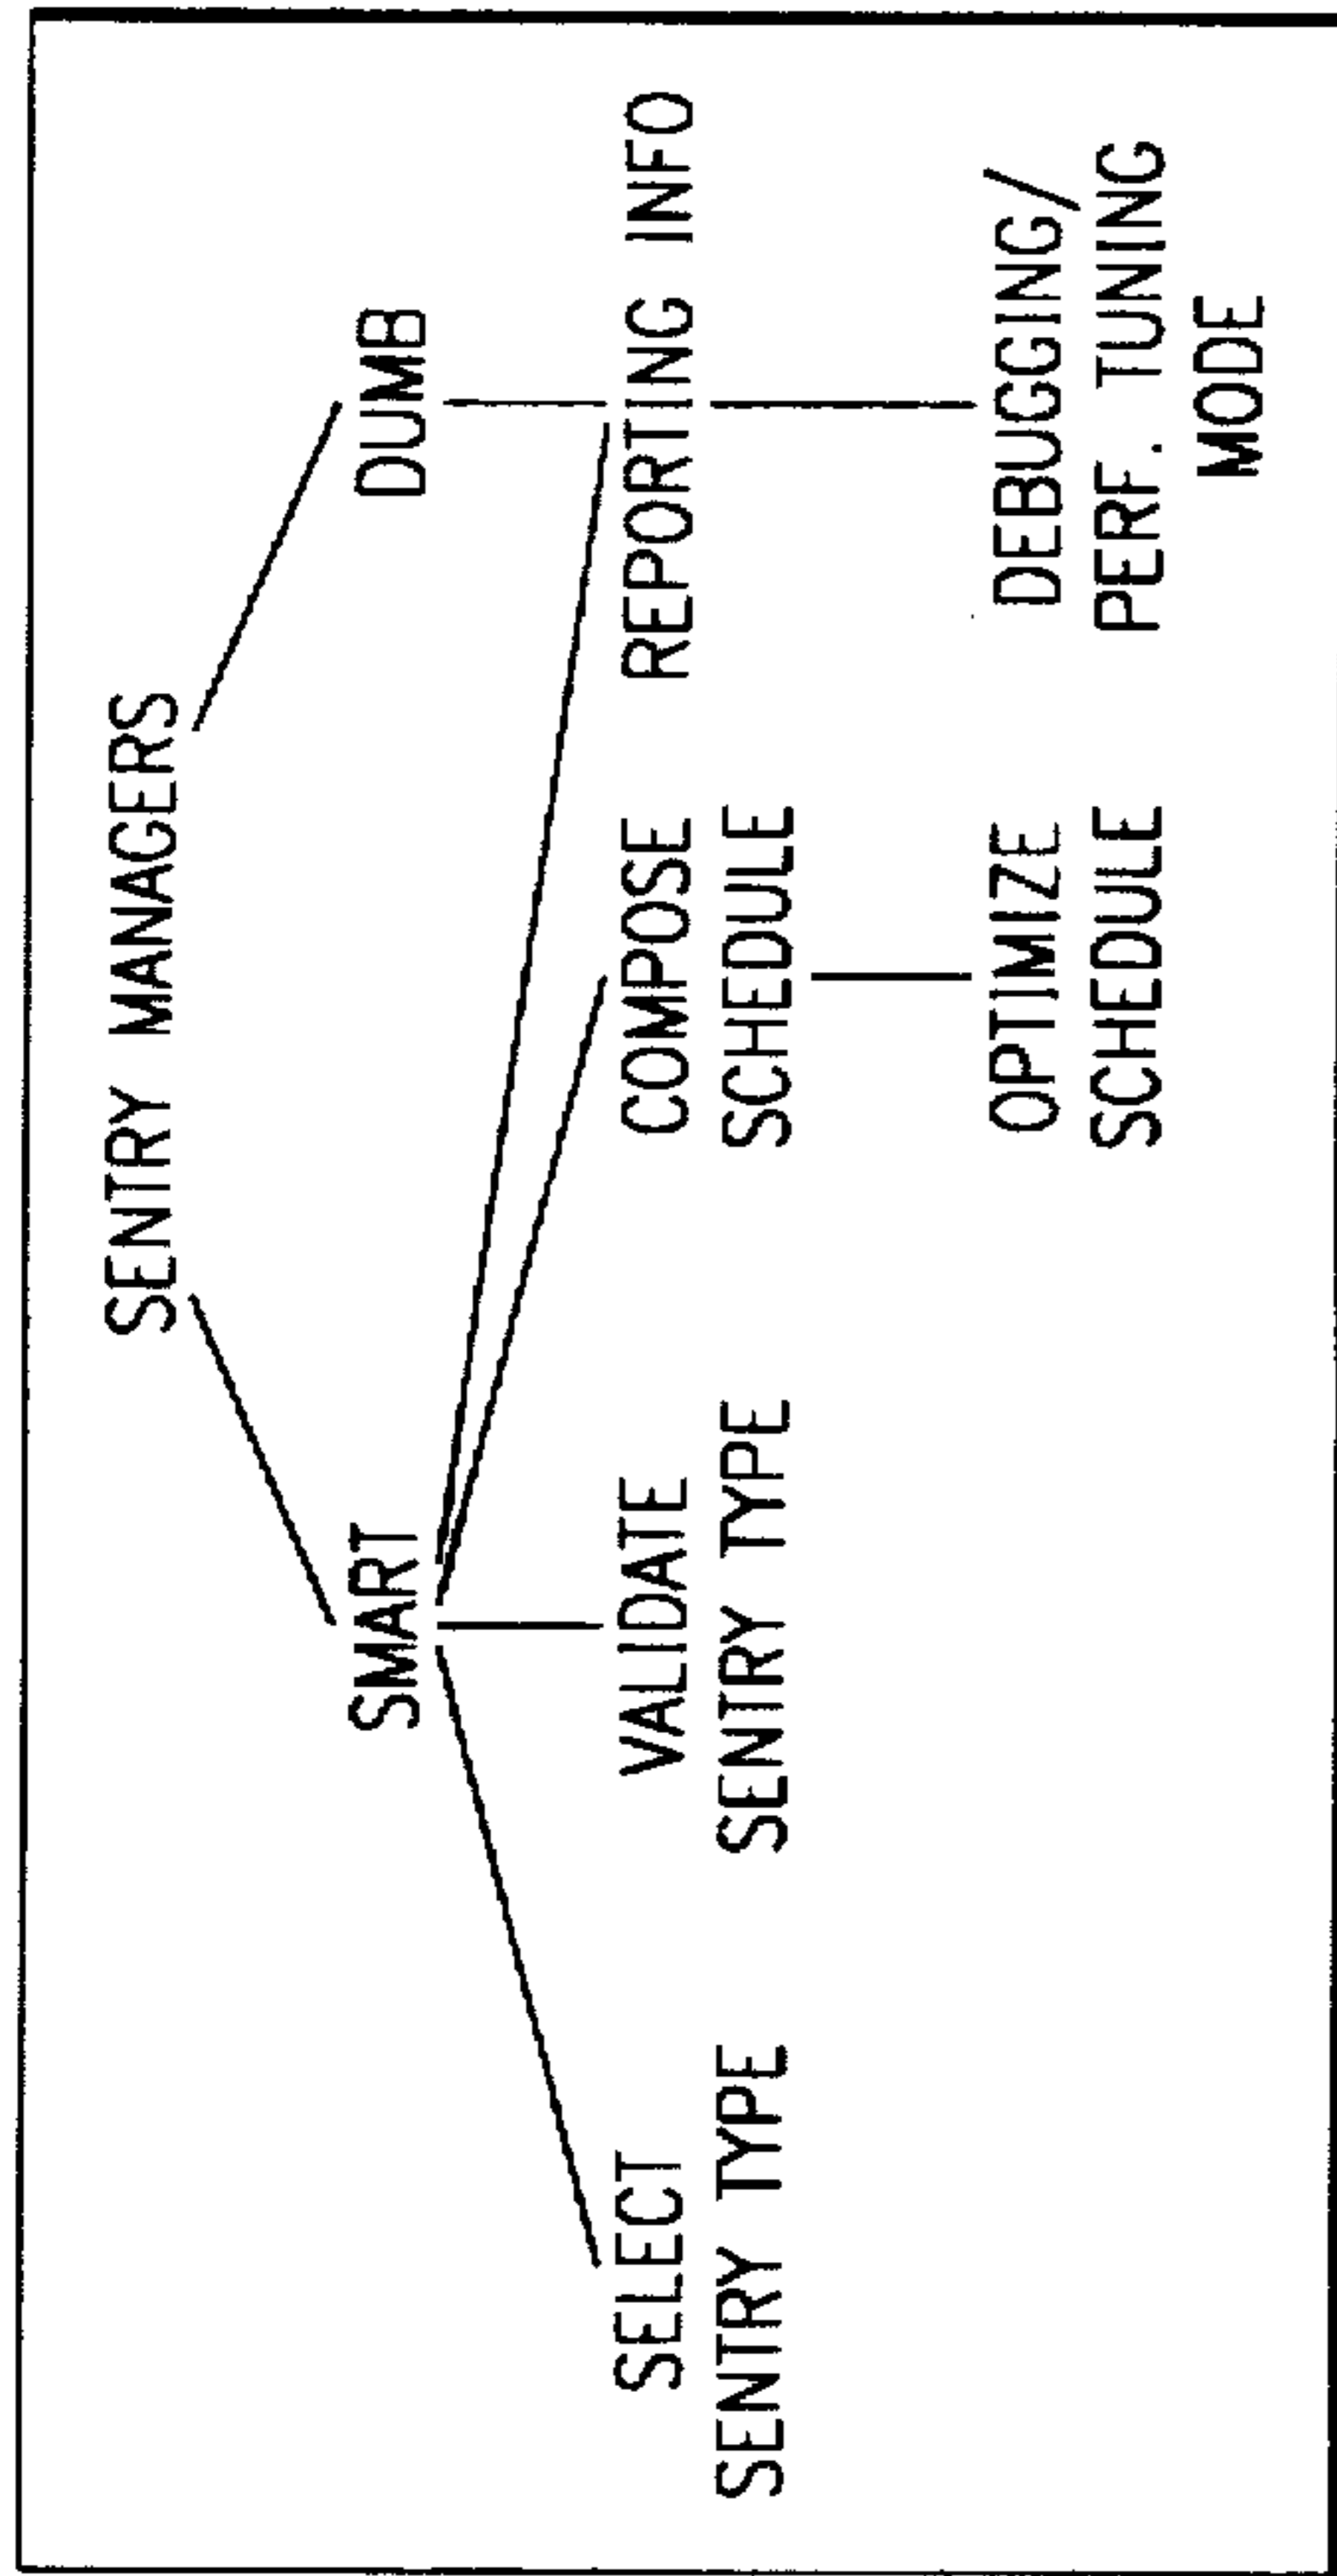 SENTRY MANAGERS
SMART
DUMB
SELECT
SENTRY TYPE
VALIDATE
SENTRY TYPE
COMPOSE
SCHEDULE
REPORTING INFO
OPTIMIZE
SCHEDULE
DEBUGGING/
PERF. TUNING
MODE